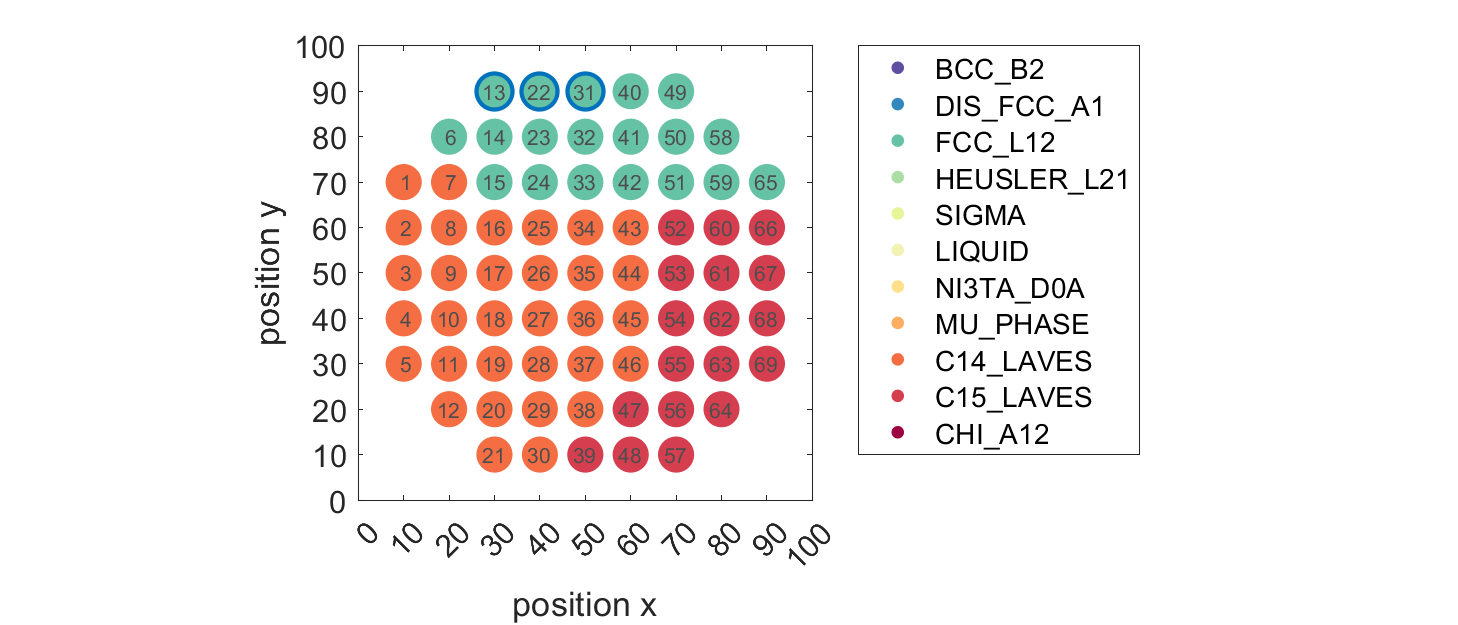 100
90
80
70
60
50
40
30
20
10
0
position y
13 22 31 40 49
6 14 23 32 41 50 58
1 7 15 24 33 42 51 59 65
2 8 16 25 34 43 52 60 66
3 9 17 26 35 44 53 61 67
4 10 18 27 36 45 54 62 68
5 11 19 28 37 46 55 63 69
12 20 29 38 47 56 64
21 30 39 48 57
0 10 20 30 40 50 60 70 80 90 100
position x
BCC_B2
DIS_FCC_A1
FCC_L12
HEUSLER_L21
SIGMA
LIQUID
NI3TA_D0A
MU_PHASE
C14_LAVES
C15_LAVES
CHI_A12